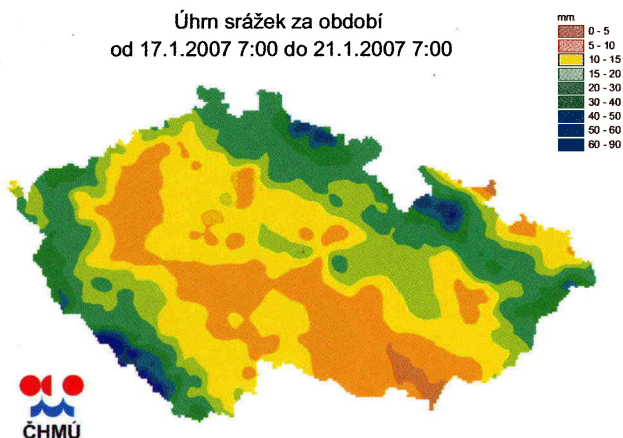 Úhrn srážek za období
od 17.1.2007 7:00 do 21.1.2007 7:00
mm
0 - 5
5 - 10
10 - 15
15 - 20
20 - 30
30 - 40
40 - 50
50 - 60
60 - 90
ČHMÚ